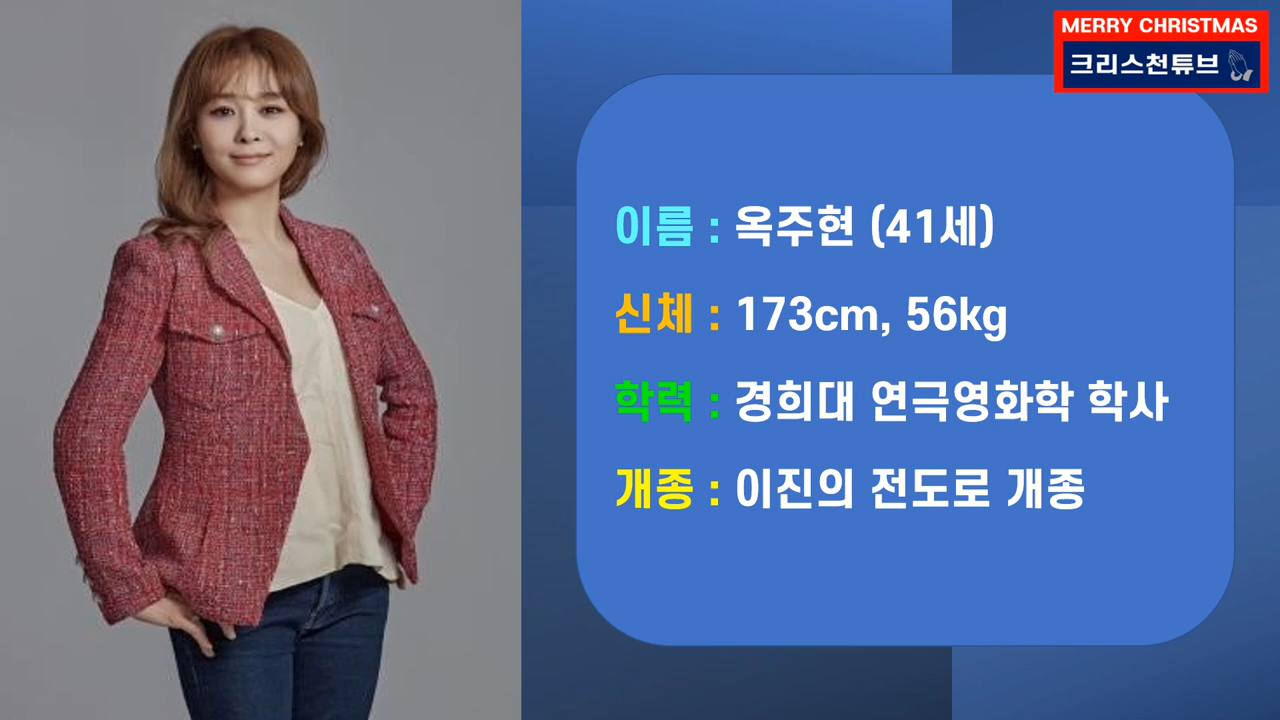 MERRY CHRISTMAS
크리스천튜브
이름 : 옥주현 (41세)
신체 : 173cm, 56kg
학력 : 경희대 연극영화학 학사
개종 : 이진의 전도로 개종